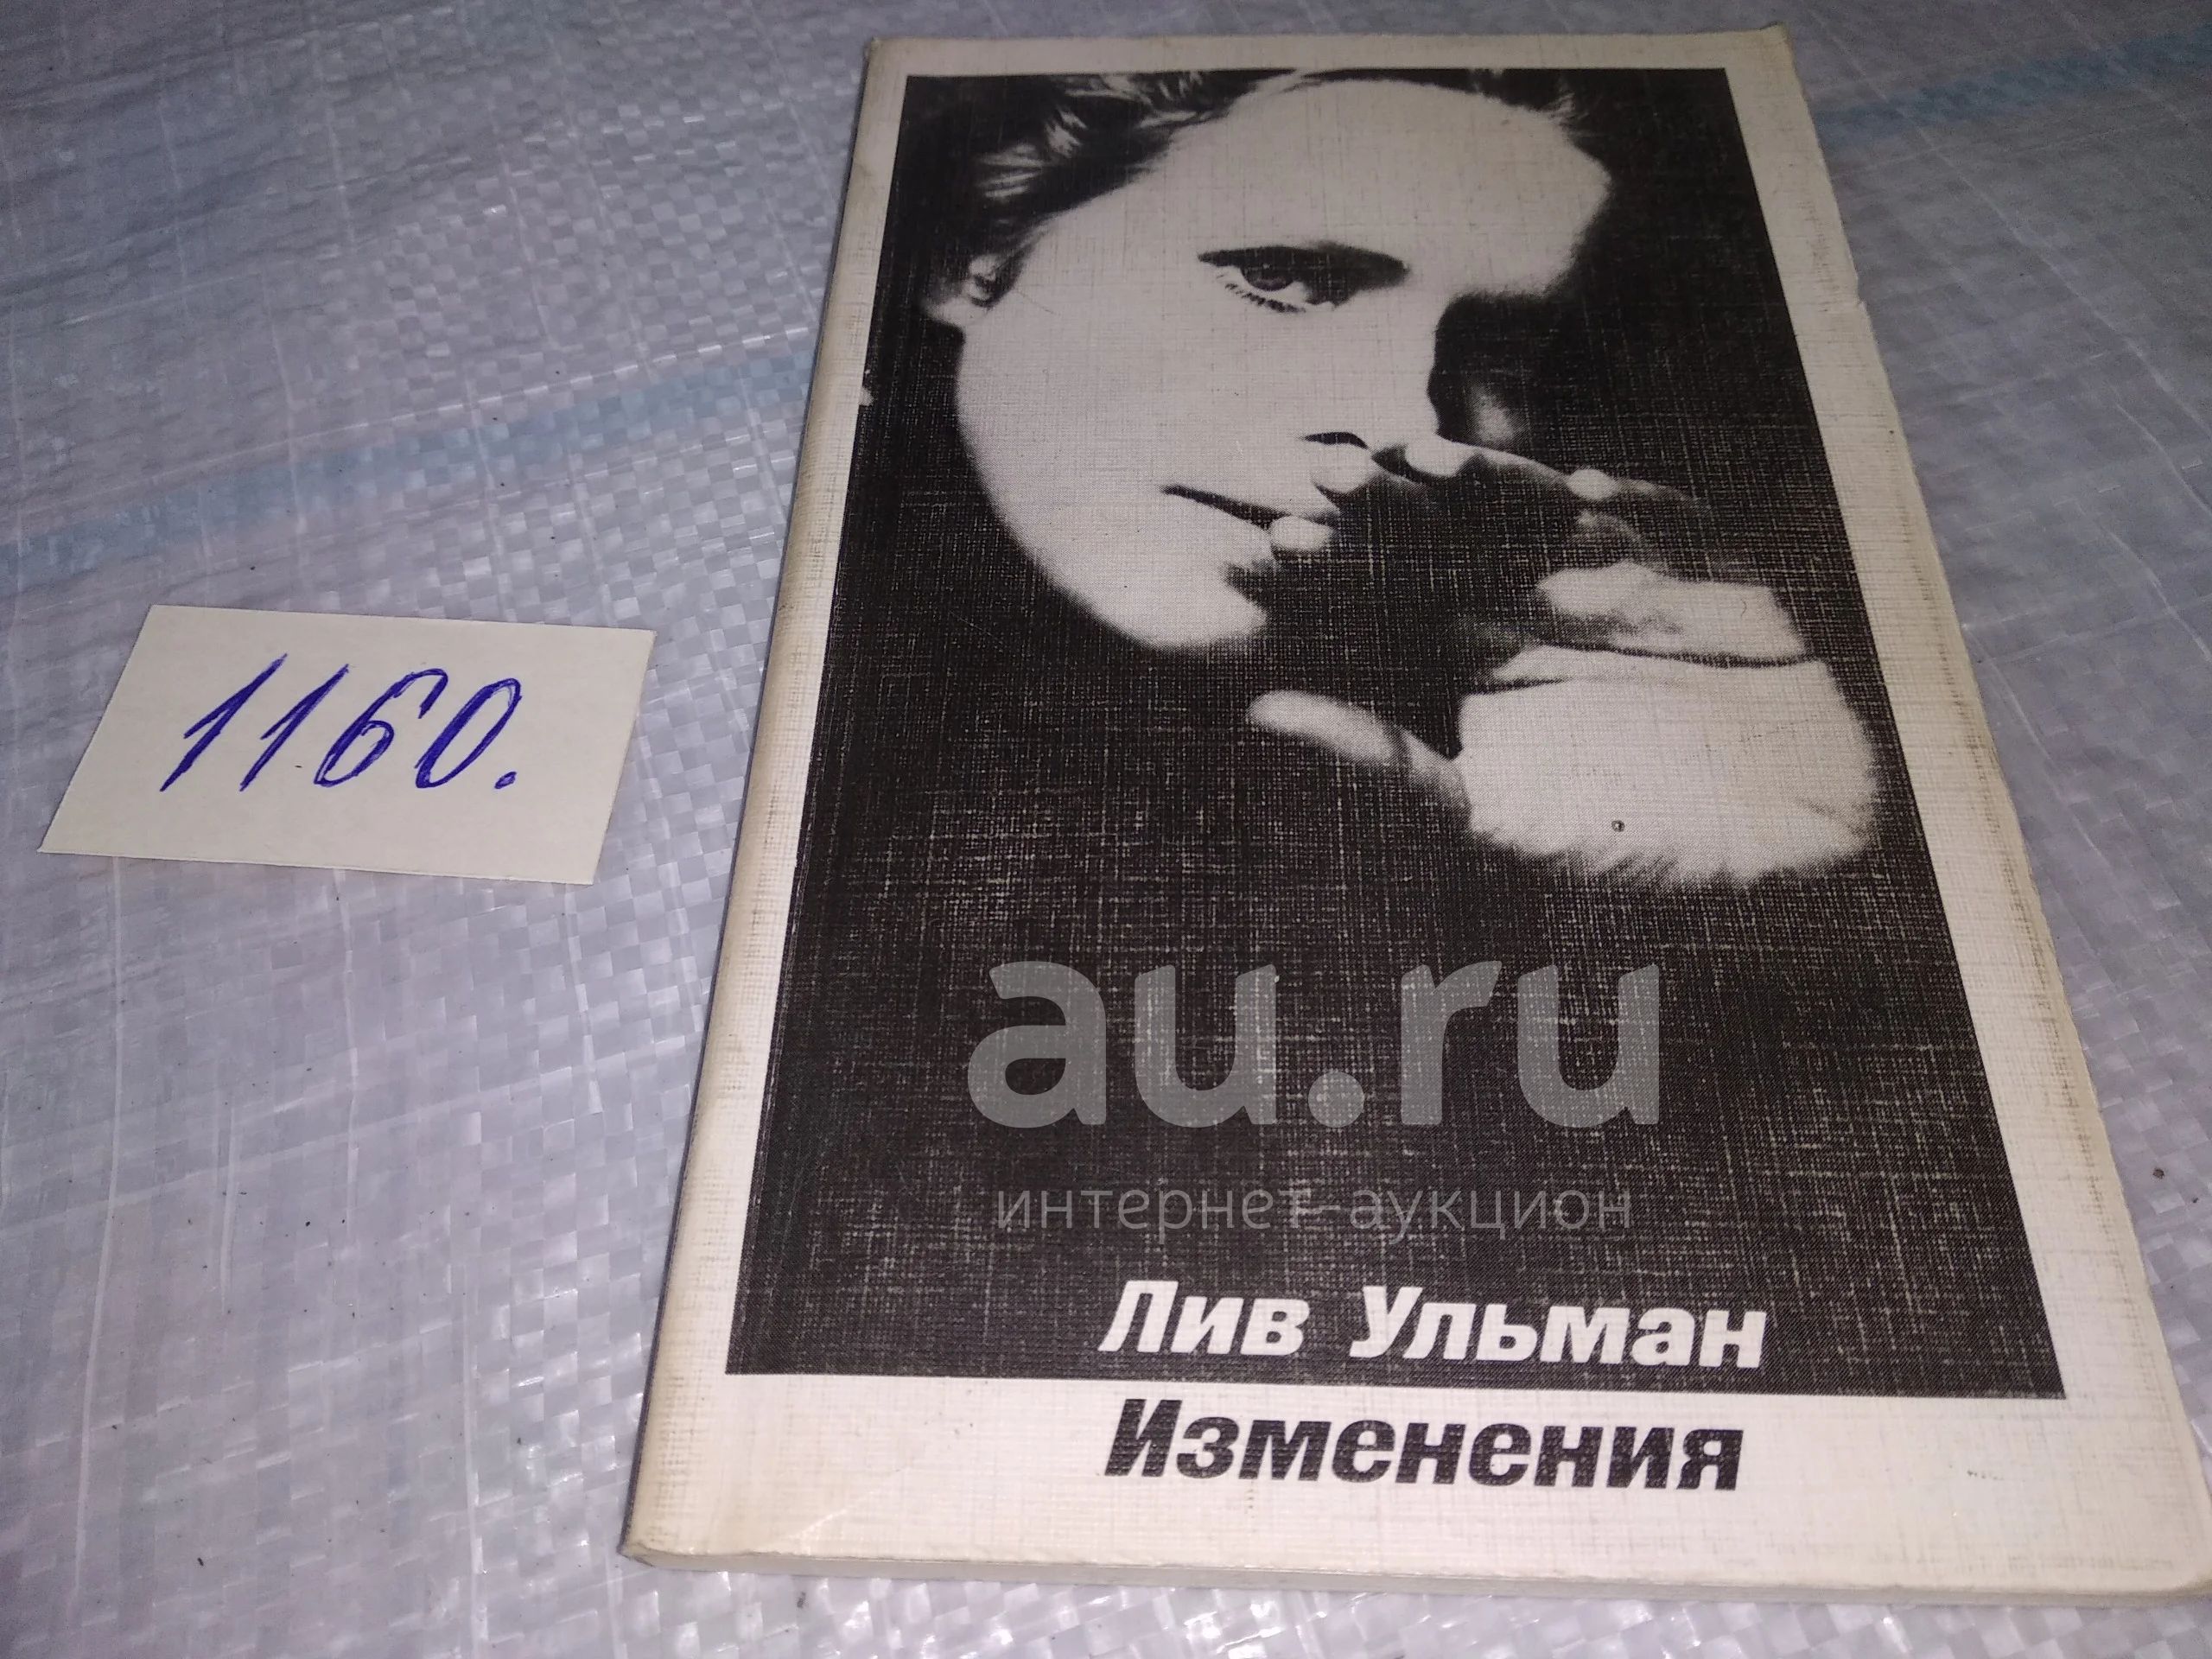 1160.
au.ru
интернет-аукцион
Лив Ульман
Изменения